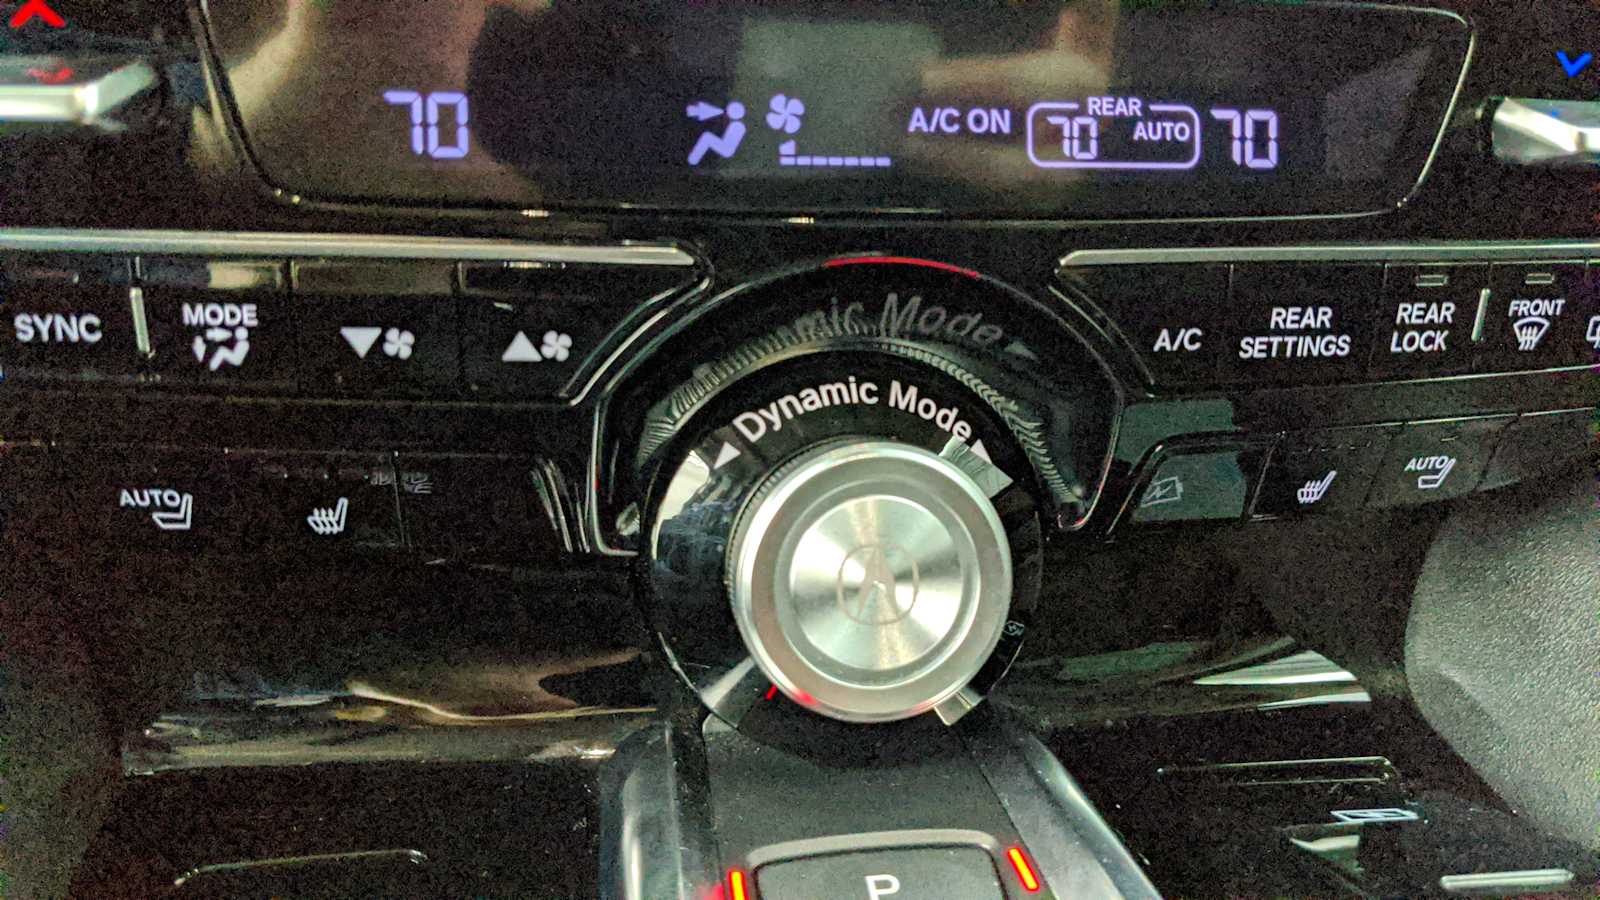 70
A/C ON
REAR
70 AUTO
70
SYNC
MODE
A/C
REAR
SETTINGS
REAR
LOCK
FRONT
Dynamic Mode
AUTO
AUTO
P